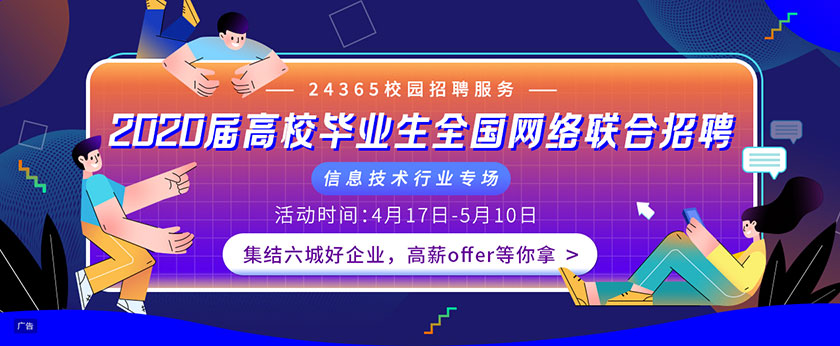 24365校园招聘服务
2020届高校毕业生全国网络联合招聘
信息技术行业专场
活动时间：4月17日-5月10日
集结六城好企业，高薪offer等你拿 >
广告